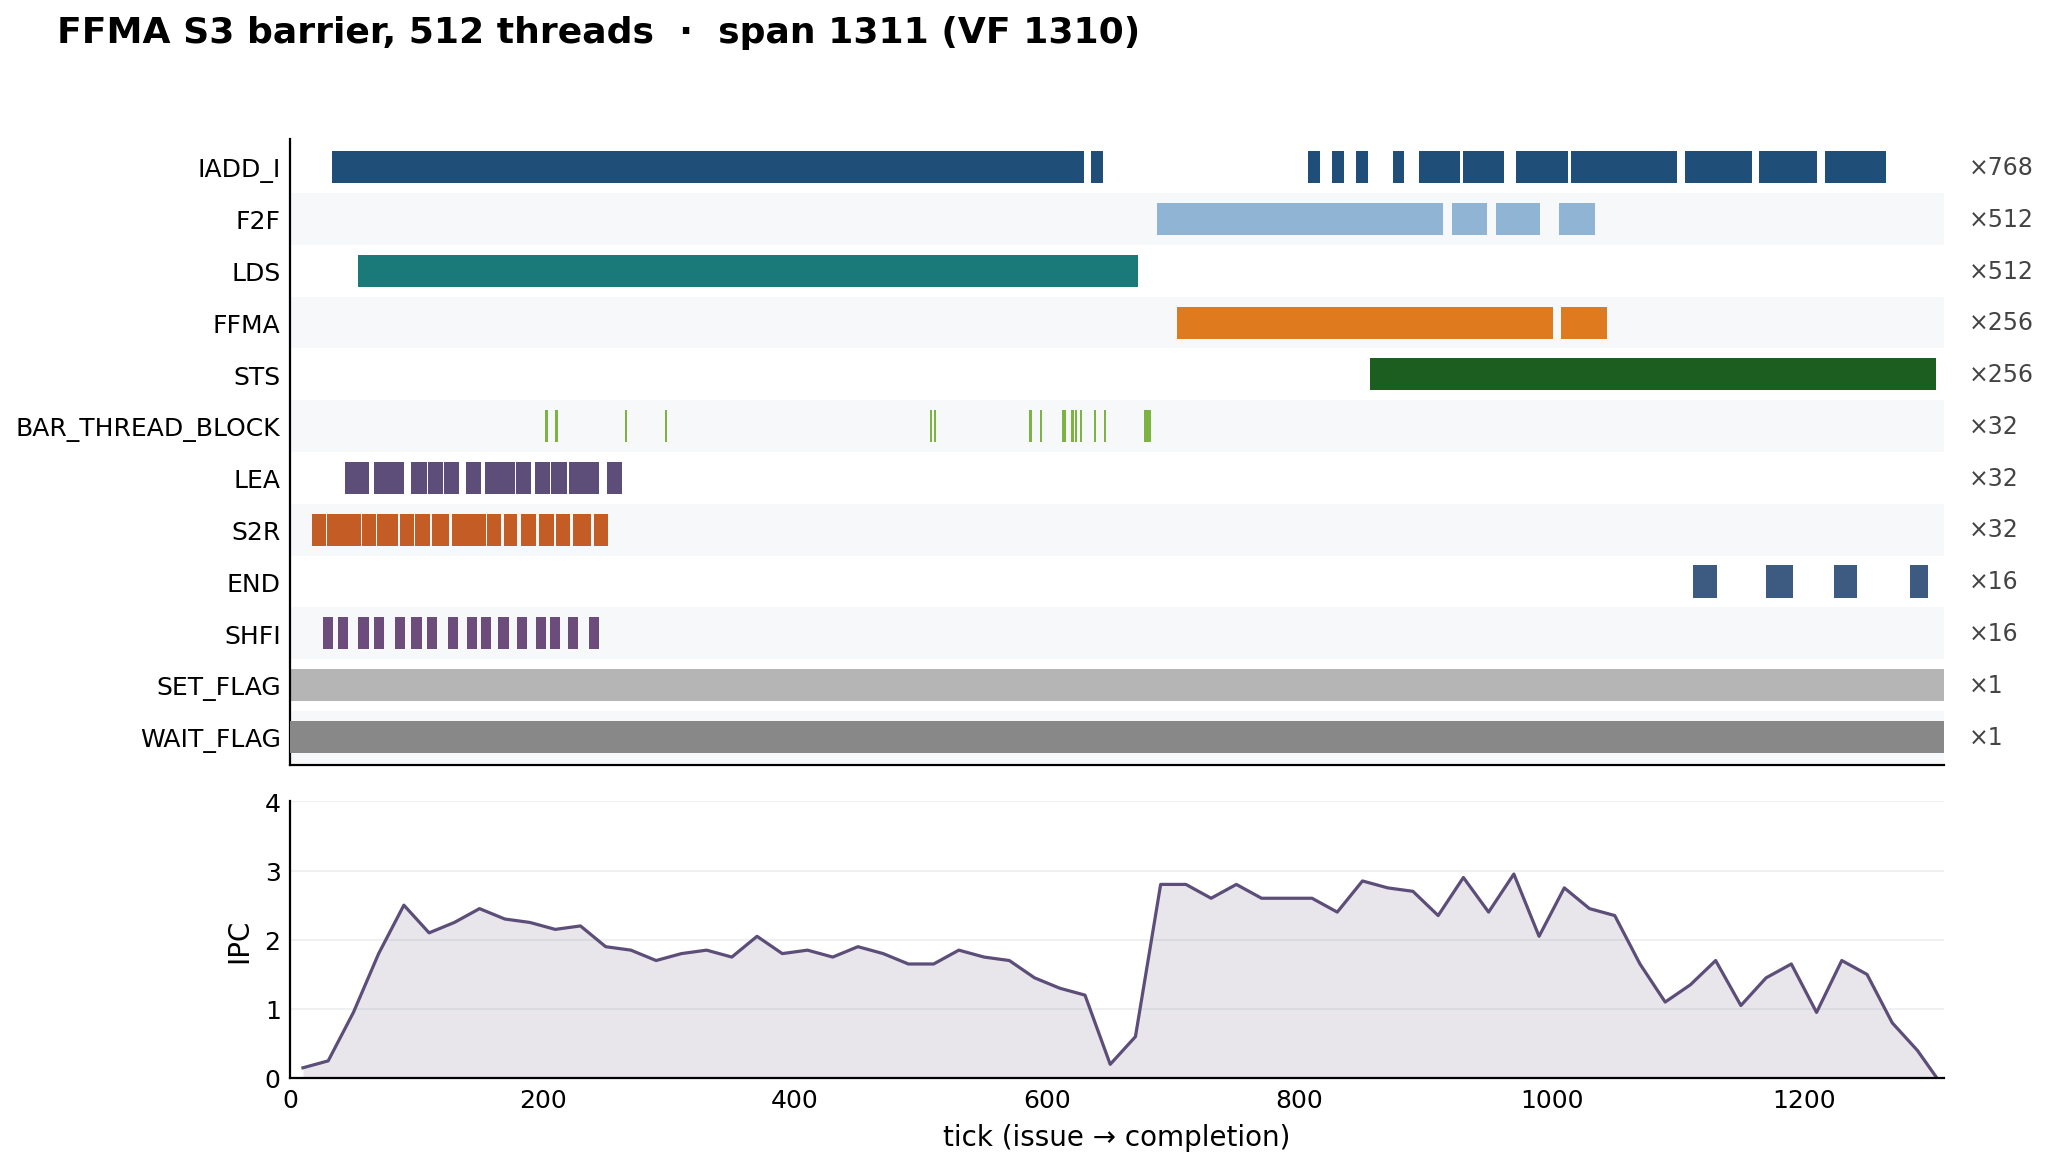 FFMA S3 barrier, 512 threads · span 1311 (VF 1310)
IADD_I ×768
F2F ×512
LDS ×512
FFMA ×256
STS ×256
BAR_THREAD_BLOCK ×32
LEA ×32
S2R ×32
END ×16
SHFI ×16
SET_FLAG ×1
WAIT_FLAG ×1
4
3
2
1
0
IPC
0 200 400 600 800 1000 1200
tick (issue → completion)